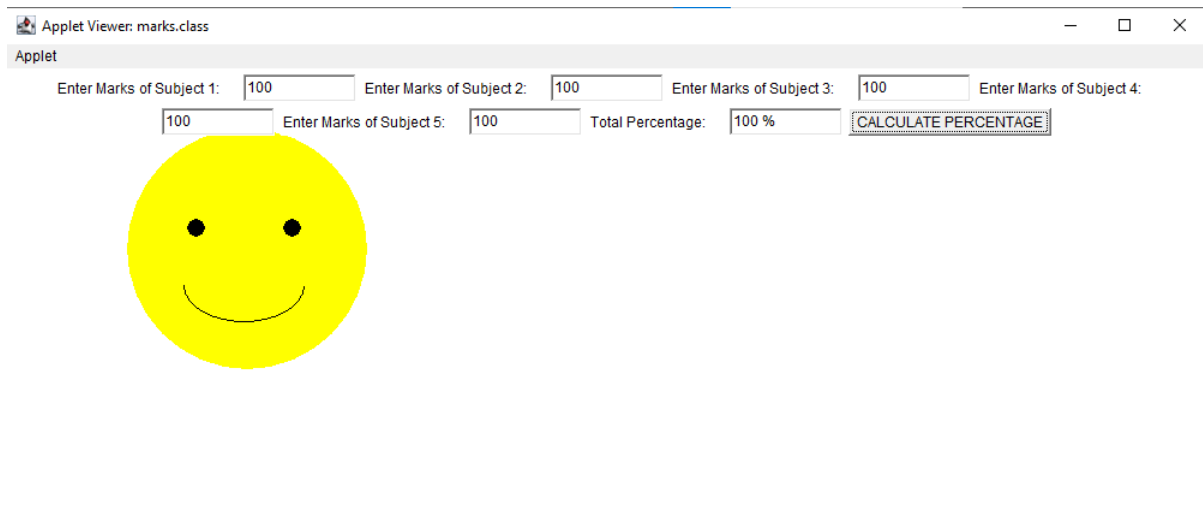 Applet Viewer: marks.class
Applet
Enter Marks of Subject 1: 100 Enter Marks of Subject 2: 100 Enter Marks of Subject 3: 100 Enter Marks of Subject 4:
100 Enter Marks of Subject 5: 100 Total Percentage: 100 % CALCULATE PERCENTAGE